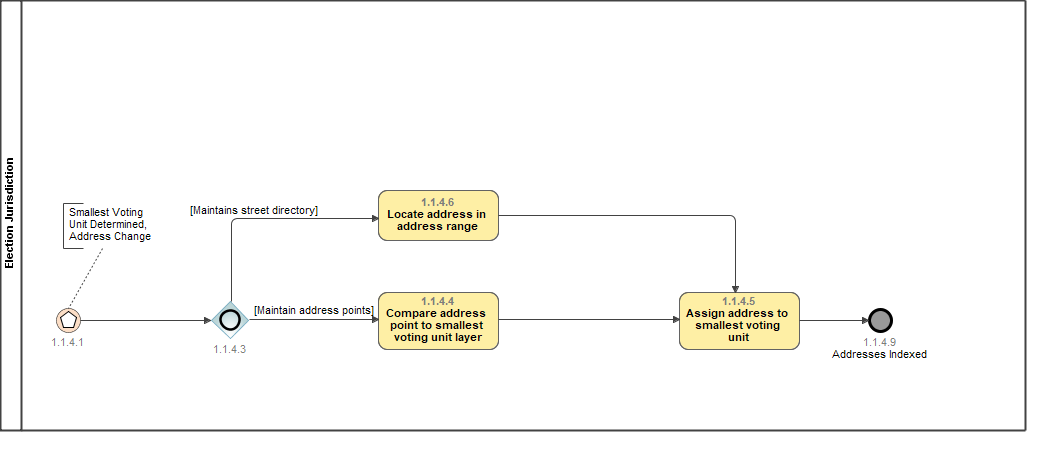 Election Jurisdiction
Smallest Voting
Unit Determined,
Address Change
1.1.4.1
1.1.4.3
[Maintains street directory]
[Maintain address points]
1.1.4.6
Locate address in
address range
1.1.4.4
Compare address
point to smallest
voting unit layer
1.1.4.5
Assign address to
smallest voting
unit
1.1.4.9
Addresses Indexed